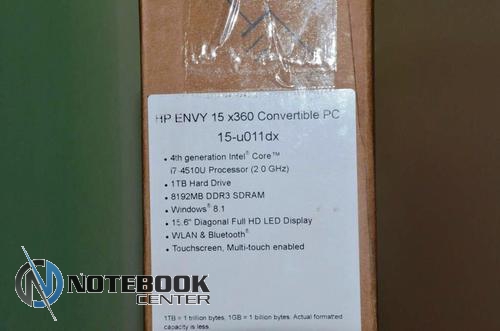 HP ENVY 15 x360 Convertible PC
15-u011dx
• 4th generation Intel® Core™
i7-4510U Processor (2.0 GHz)
• 1TB Hard Drive
• 8192MB DDR3 SDRAM
• Windows® 8.1
• 15.6" Diagonal Full HD LED Display
• WLAN & Bluetooth®
• Touchscreen, Multi-touch enabled
1TB = 1 trillion bytes, 1GB = 1 billion bytes. Actual formatted
capacity is less.
NOTEBOOK
CENTER